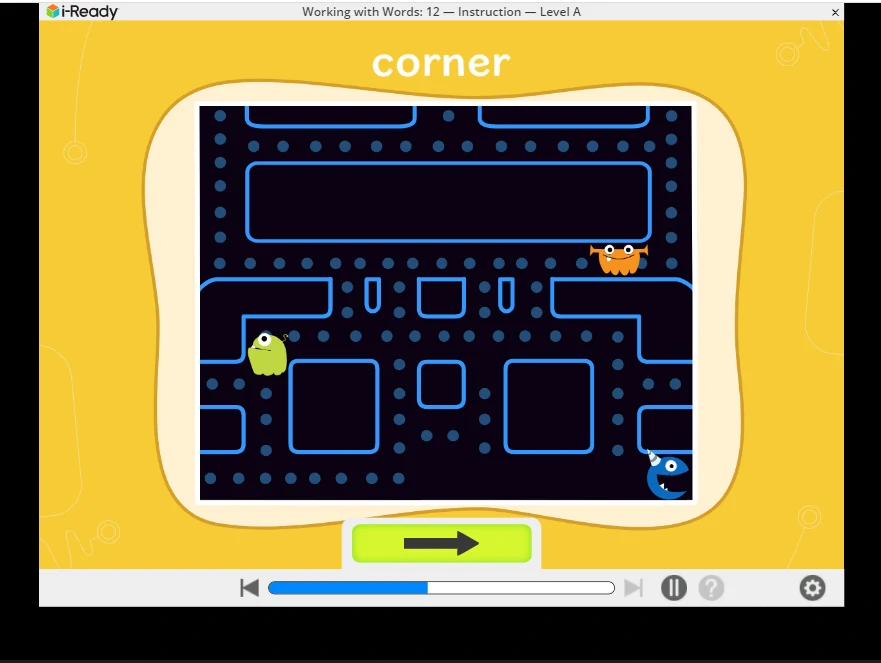 i-Ready
Working with Words: 12 — Instruction — Level A
×
corner
?